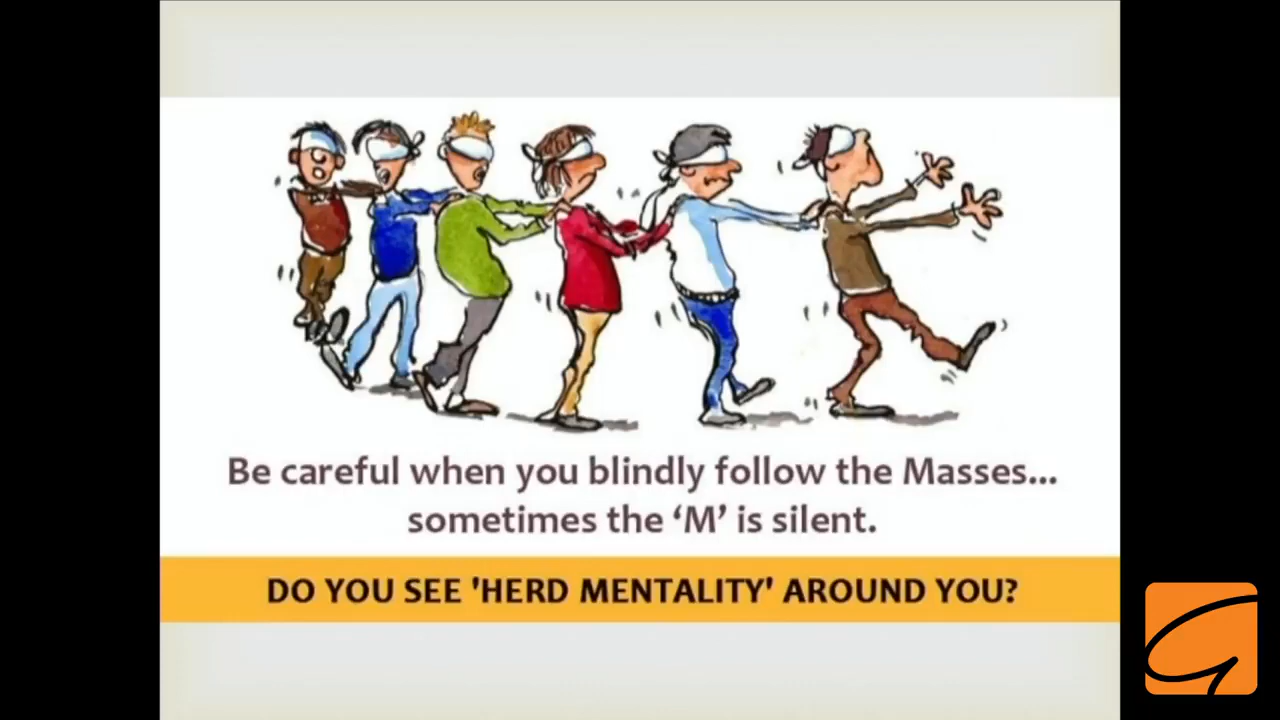 Be careful when you blindly follow the Masses...
sometimes the ‘M’ is silent.
DO YOU SEE 'HERD MENTALITY' AROUND YOU?